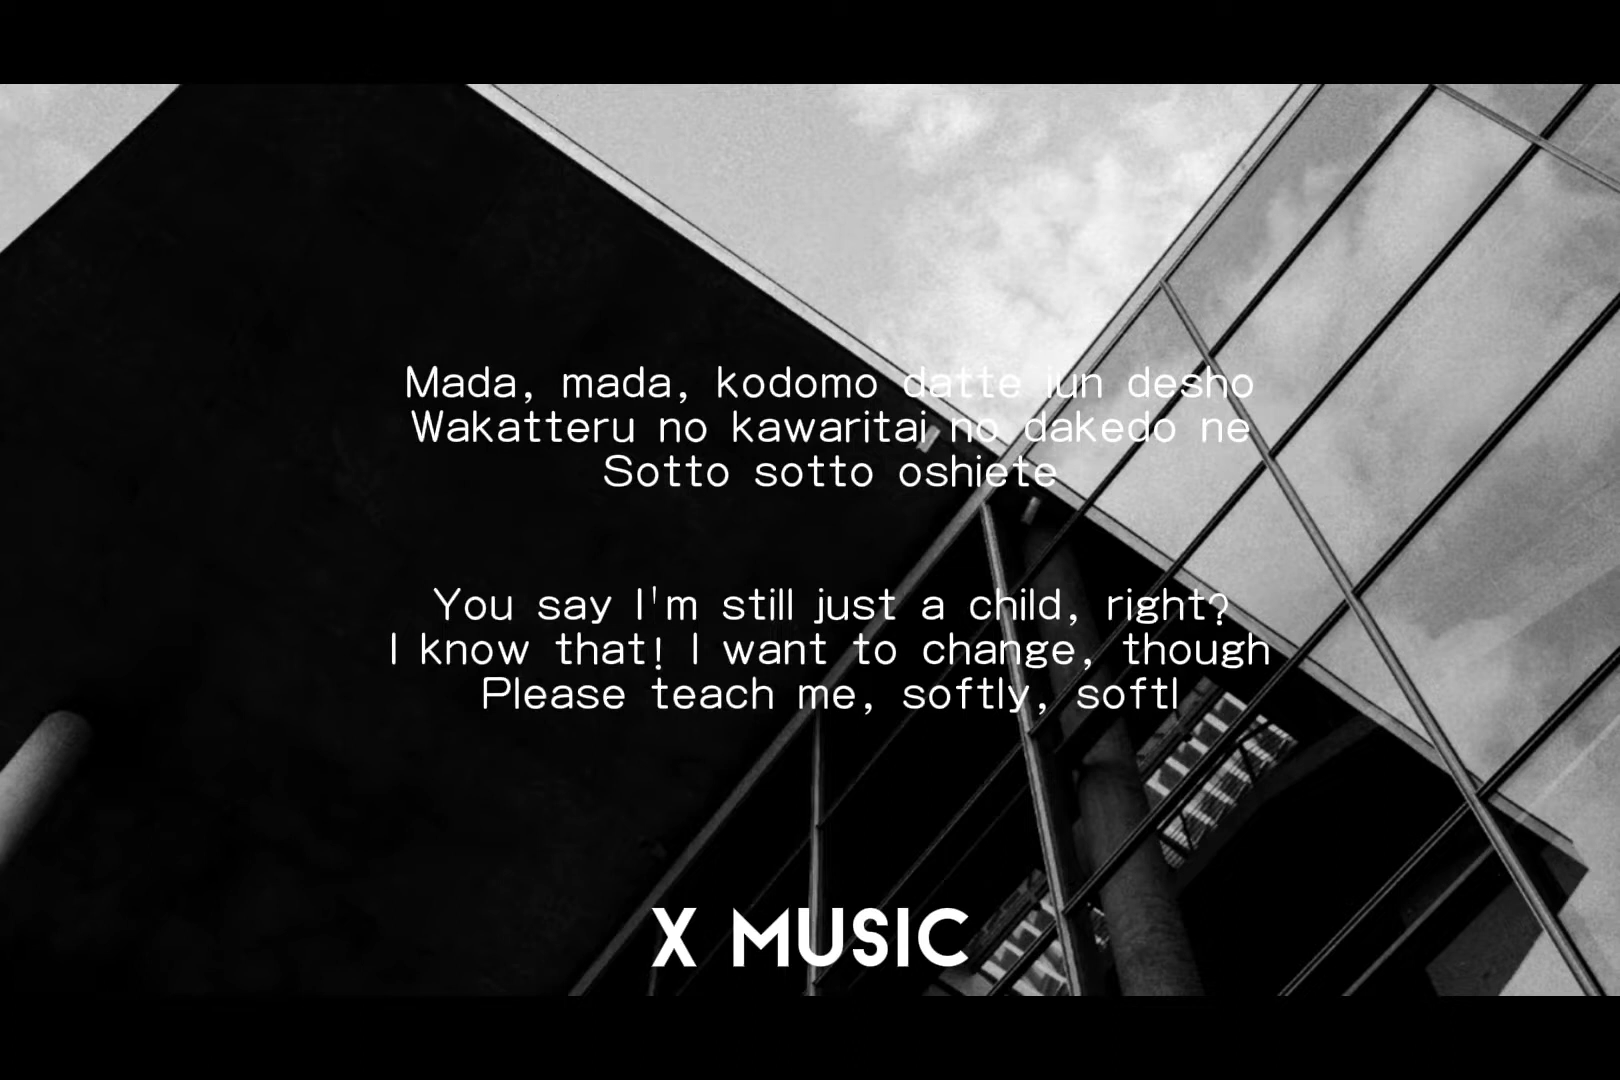 Mada, mada, kodomo datte iun desho
Wakatteru no kawaritai no dakedo ne
Sotto sotto oshiete
You say I'm still just a child, right?
I know that! I want to change, though
Please teach me, softly, softl
X MUSIC